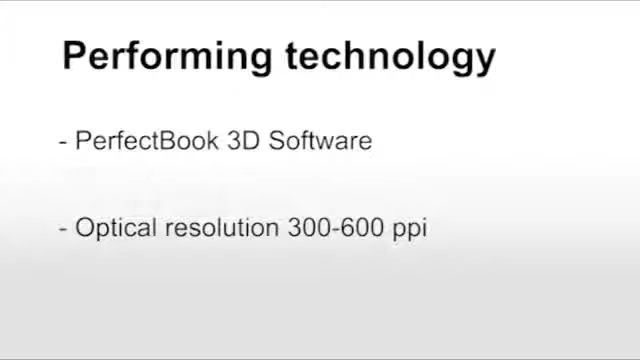 Performing technology
- PerfectBook 3D Software
- Optical resolution 300-600 ppi